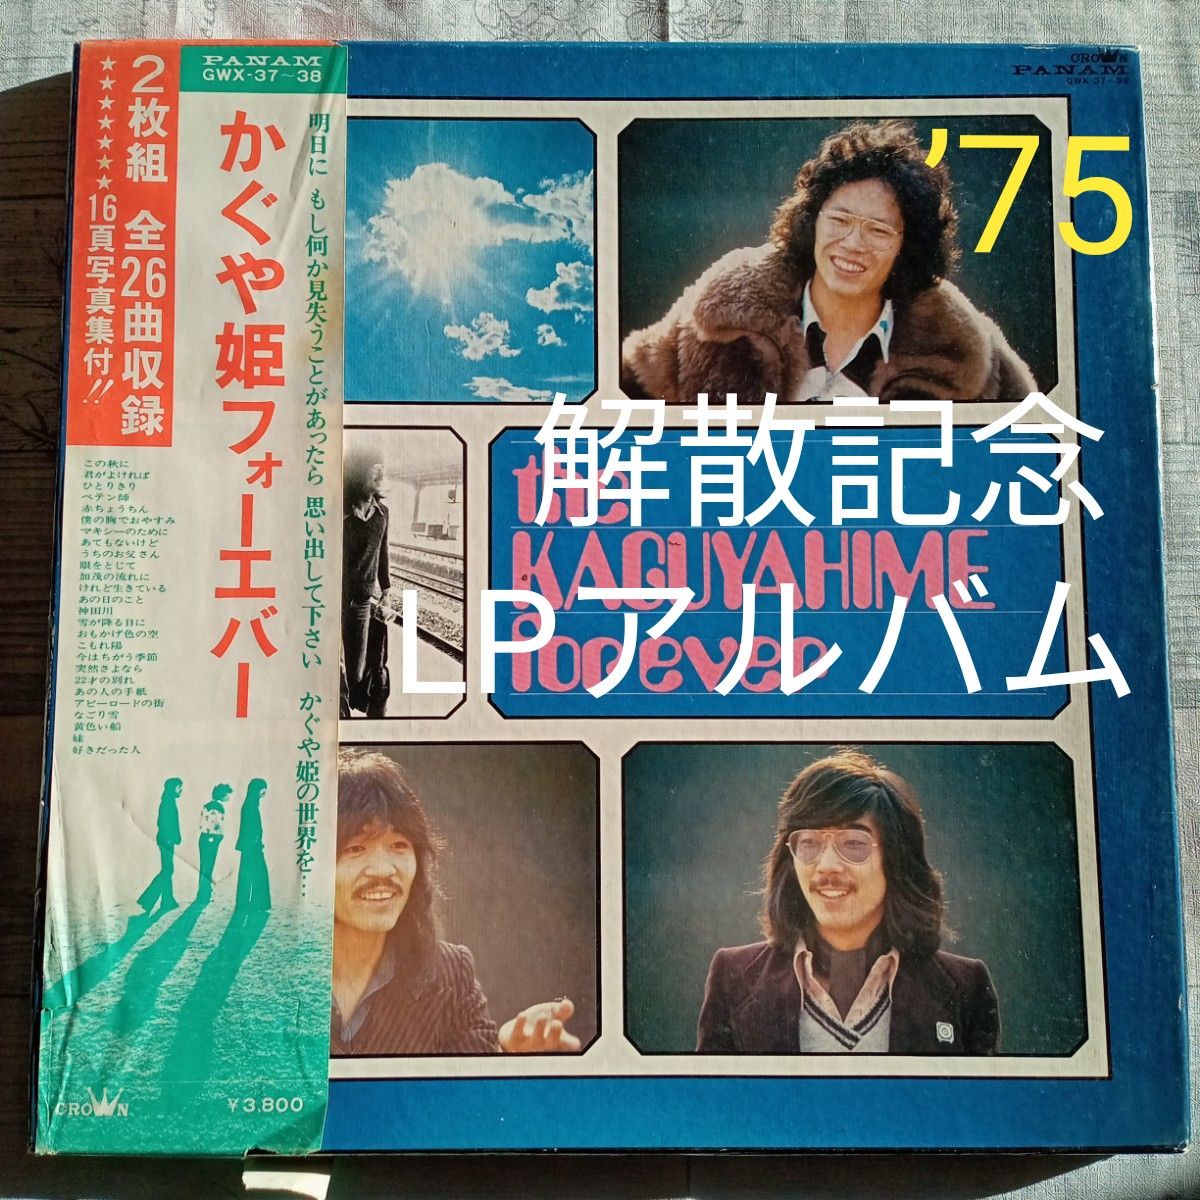 2枚組 全26曲収録
★★★★★★★16頁写真集付!!
PANAM
GWX-37~38
かぐや姫フォーエバー
明日に もし何か見失うことがあったら 思い出して下さい かぐや姫の世界を…
この秋に
君がよければ
ひとりきり
ペテン師
赤ちょうちん
僕の胸でおやすみ
マキシーのために
あてもないけど
うちのお父さん
眼をとじて
加茂の流れに
けれど生きている
あの日のこと
神田川
雪が降る日に
おもかげ色の空
こもれ陽
今はちがう季節
突然さよなら
22才の別れ
あの人の手紙
アビーロードの街
なごり雪
黄色い船
妹
好きだった人
CROWN
¥3,800
CROWN
PANAM
GWX 37~38
'75
解散記念
LPアルバム
the
KAGUYAHIME
forever